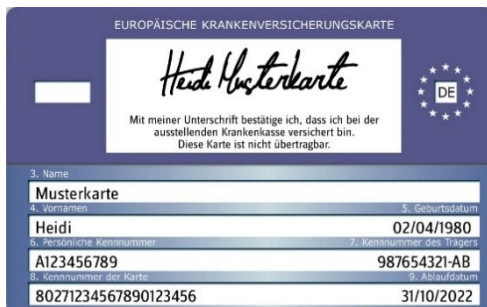 EUROPÄISCHE KRANKENVERSICHERUNGSKARTE
Heidi Musterkarte
DE
Mit meiner Unterschrift bestätige ich, dass ich bei der
ausstellenden Krankenkasse versichert bin.
Diese Karte ist nicht übertragbar.
3. Name
Musterkarte
4. Vornamen 5. Geburtsdatum
Heidi 02/04/1980
6. Persönliche Kennnummer 7. Kennnummer des Trägers
A123456789 987654321-AB
8. Kennnummer der Karte 9. Ablaufdatum
80271234567890123456 31/10/2022